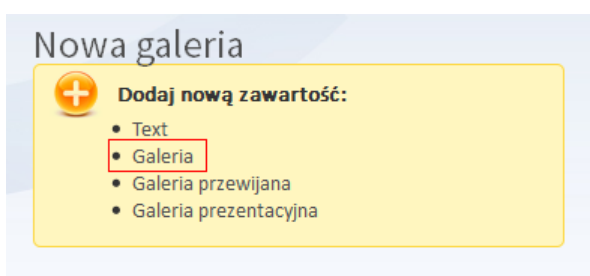 Nowa galeria
Dodaj nową zawartość:
• Text
• Galeria
• Galeria przewijana
• Galeria prezentacyjna